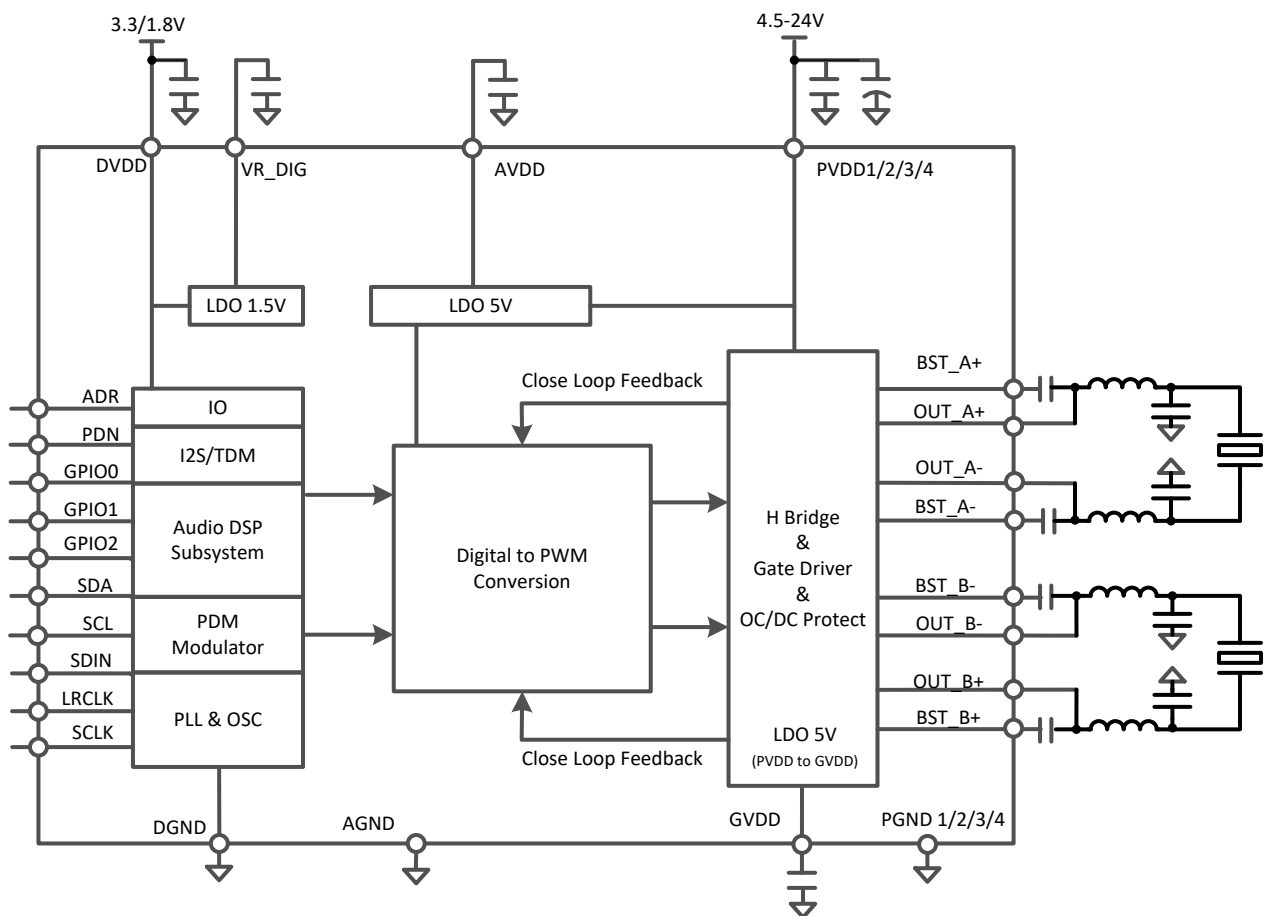 3.3/1.8V
4.5-24V
DVDD
VR_DIG
AVDD
PVDD1/2/3/4
LDO 1.5V
LDO 5V
ADR
PDN
GPIO0
GPIO1
GPIO2
SDA
SCL
SDIN
LRCLK
SCLK
IO
I2S/TDM
Audio DSP
Subsystem
PDM
Modulator
PLL & OSC
Close Loop Feedback
Digital to PWM
Conversion
Close Loop Feedback
H Bridge
&
Gate Driver
&
OC/DC Protect
LDO 5V
(PVDD to GVDD)
BST_A+
OUT_A+
OUT_A-
BST_A-
BST_B-
OUT_B-
OUT_B+
BST_B+
DGND
AGND
GVDD
PGND 1/2/3/4